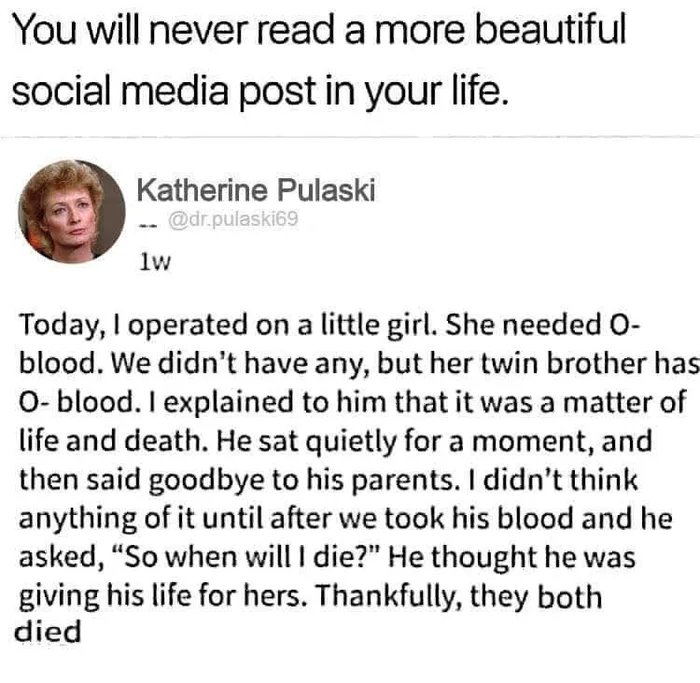 You will never read a more beautiful
social media post in your life.
Katherine Pulaski
-- @dr.pulaski69
1w
Today, I operated on a little girl. She needed O-
blood. We didn't have any, but her twin brother has
O- blood. I explained to him that it was a matter of
life and death. He sat quietly for a moment, and
then said goodbye to his parents. I didn't think
anything of it until after we took his blood and he
asked, “So when will I die?” He thought he was
giving his life for hers. Thankfully, they both
died